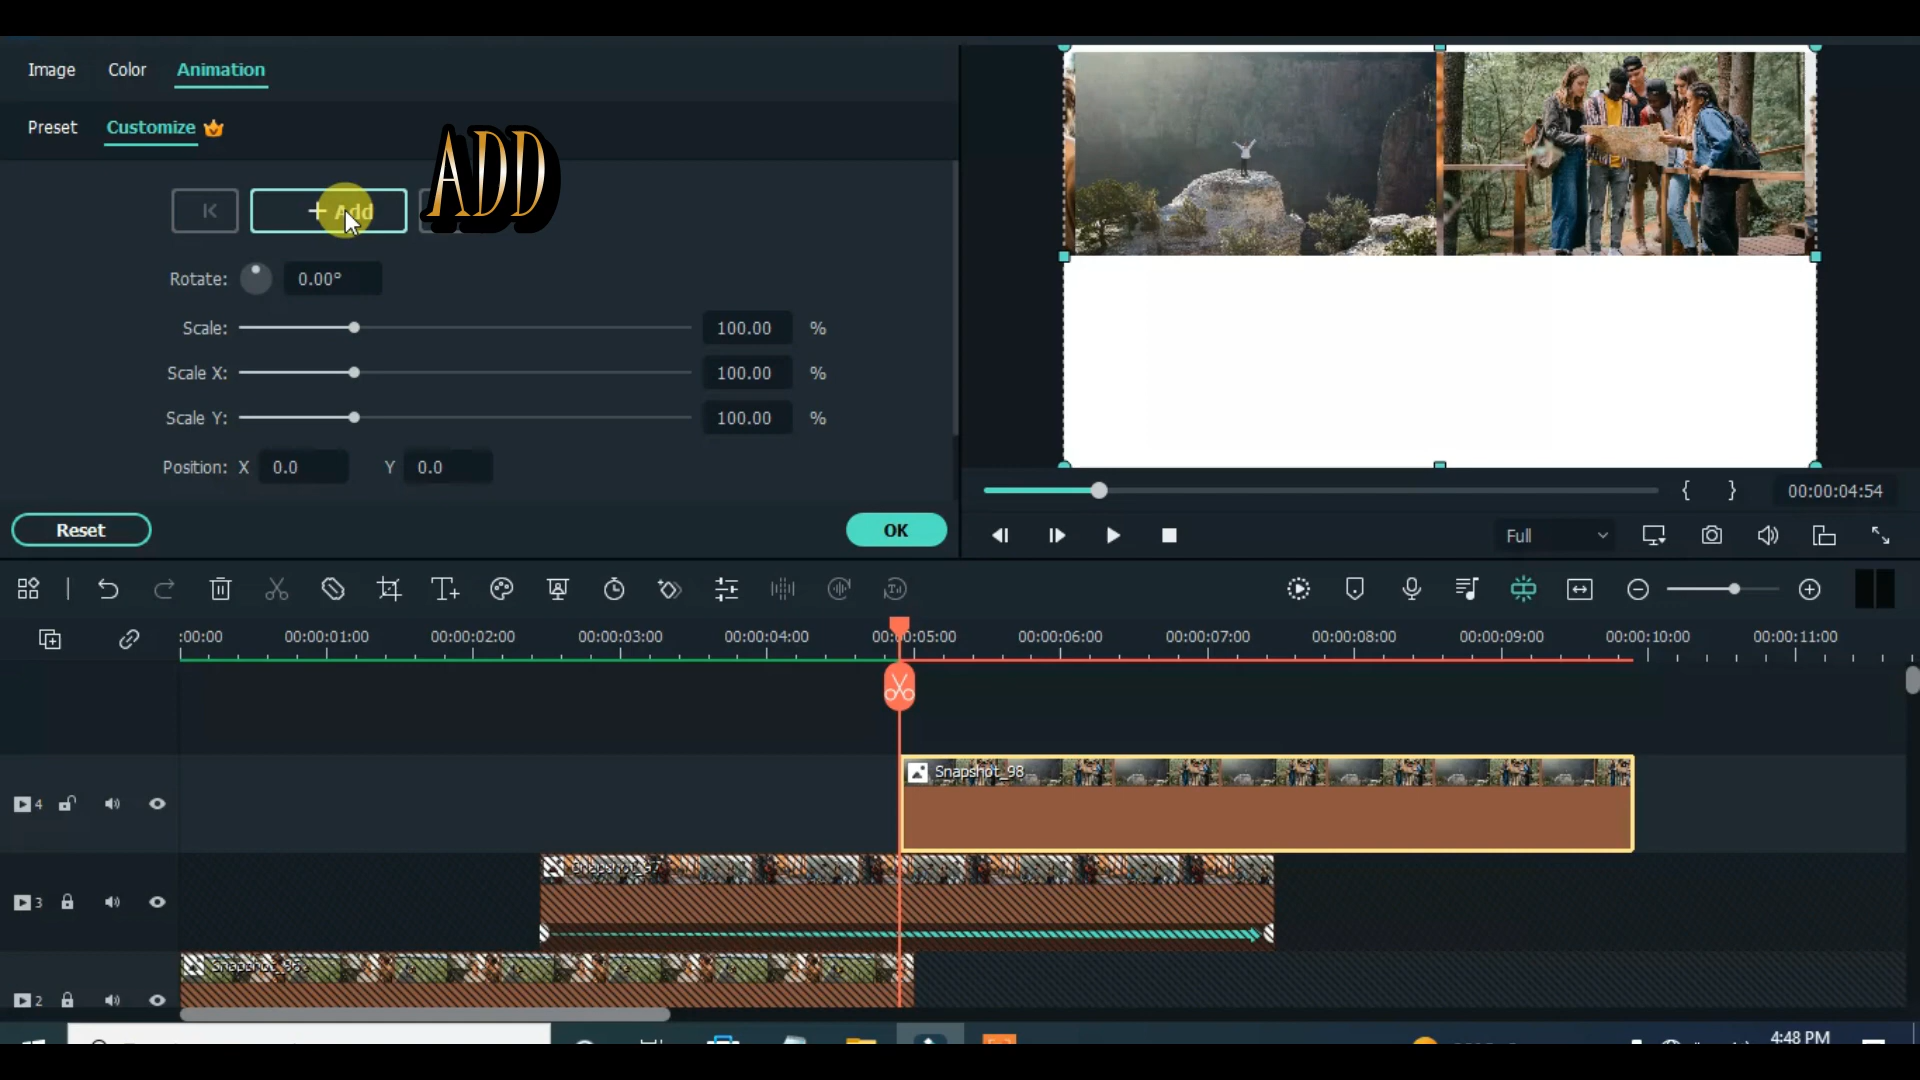 Image Color Animation
Preset Customize
ADD
+ Add
Rotate: 0.00°
Scale: 100.00 %
Scale X: 100.00 %
Scale Y: 100.00 %
Position: X 0.0 Y 0.0
Reset OK
{ } 00:00:04:54
Full
:00:00 00:00:01:00 00:00:02:00 00:00:03:00 00:00:04:00 00:00:05:00 00:00:06:00 00:00:07:00 00:00:08:00 00:00:09:00 00:00:10:00 00:00:11:00
Snapshot_98
4
Snapshot_97
3
Snapshot_96
2
4:48 PM